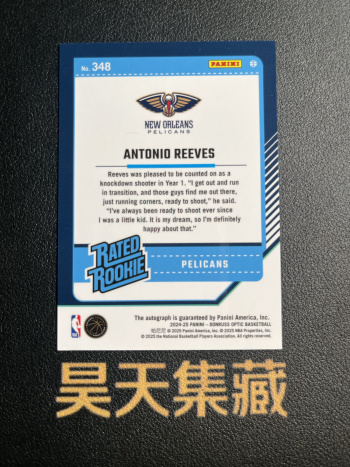 No. 348
PANINI
NEW ORLEANS
PELICANS
ANTONIO REEVES
Reeves was pleased to be counted on as a
knockdown shooter in Year 1. "I get out and run
in transition, and those guys find me out there,
just running corners, ready to shoot," he said.
"I've always been ready to shoot ever since
I was a little kid. It is my dream, so I'm definitely
happy about that."
RATED
ROOKIE
PELICANS
The autograph is guaranteed by Panini America, Inc.
2024-25 PANINI – DONRUSS OPTIC BASKETBALL
帕尼尼 © 2025 Panini America, Inc. © 2025 NBA Properties, Inc.
© 2025 the National Basketball Players Association. All rights reserved.
NBA
昊天集藏